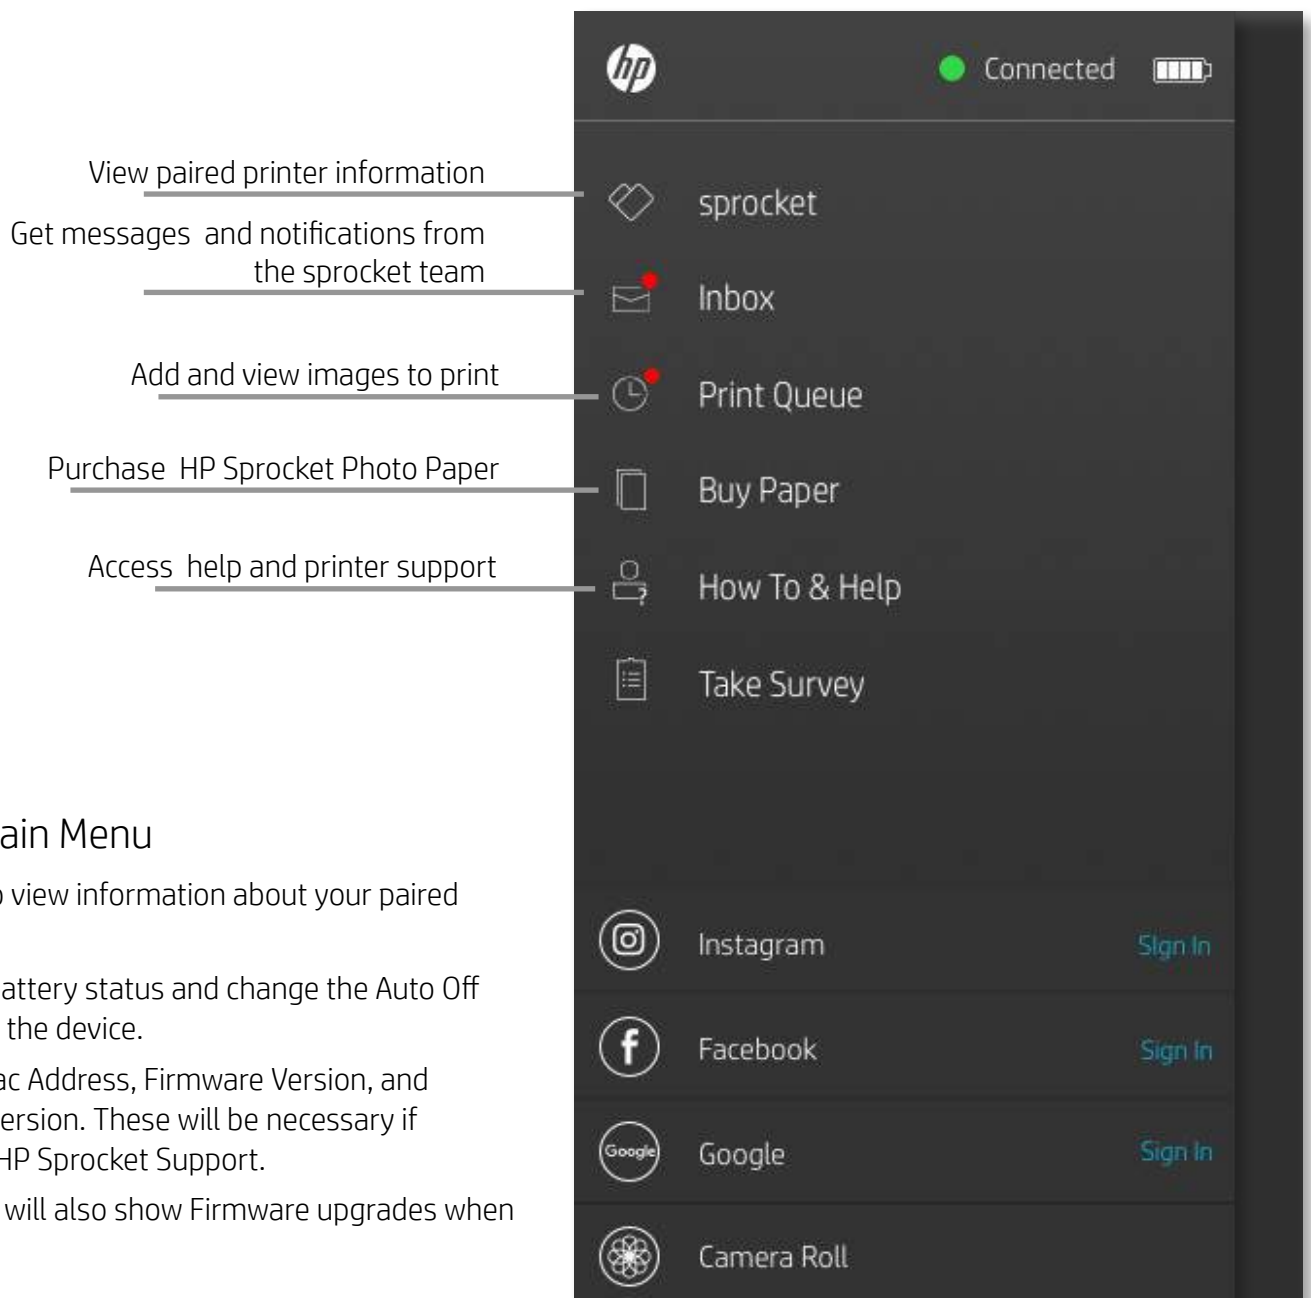 hp
Connected
View paired printer information
sprocket
Get messages and notifications from
the sprocket team
Inbox
Add and view images to print
Print Queue
Purchase HP Sprocket Photo Paper
Buy Paper
Access help and printer support
How To & Help
Take Survey
ain Menu
view information about your paired
attery status and change the Auto Off
the device.
ac Address, Firmware Version, and
ersion. These will be necessary if
HP Sprocket Support.
will also show Firmware upgrades when
Instagram
SIgn In
Facebook
Sign In
Google
Google
Sign In
Camera Roll